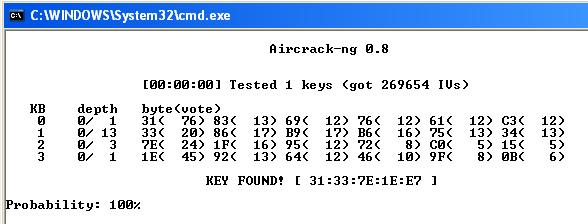 C:\WINDOWS\System32\cmd.exe
Aircrack-ng 0.8
[00:00:00] Tested 1 keys (got 269654 IVs)
KB    depth   byte(vote)
0    0/  1   31(  76) 83(  13) 69(  12) 76(  12) 61(  12) C3(  12)
1    0/ 13   33(  20) 86(  17) B9(  17) B6(  16) 75(  13) 34(  13)
2    0/  3   7E(  24) 1F(  16) 95(  12) 72(   8) C0(   5) 15(   5)
3    0/  1   1E(  45) 92(  13) 64(  12) 46(  10) 9F(   8) 0B(   6)
KEY FOUND! [ 31:33:7E:1E:E7 ]
Probability: 100%